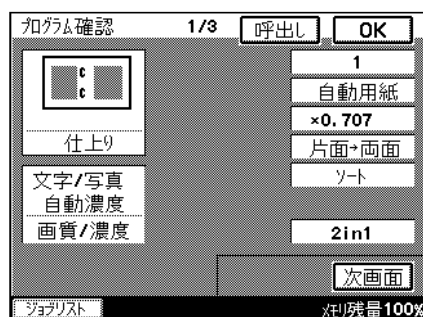 プログラム確認 1/3 呼出し OK
1
自動用紙
×0.707
仕上り
片面→両面
文字/写真
自動濃度
ソート
画質/濃度
2in1
次画面
ジョブリスト
メモリ残量100%